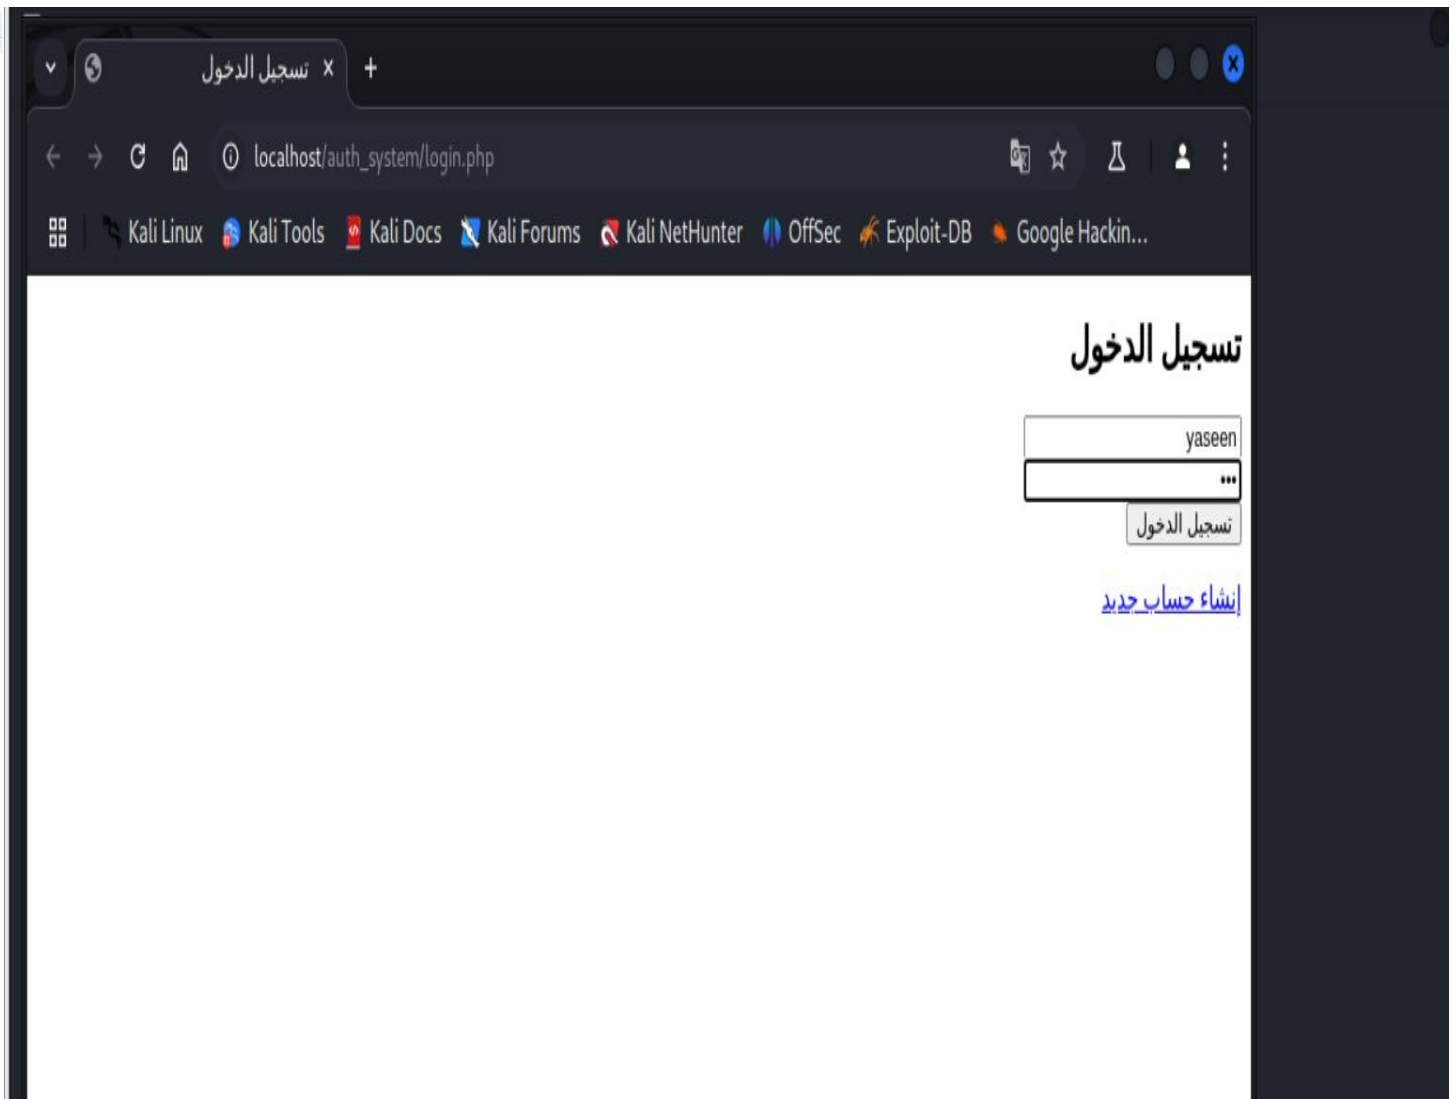 تسجيل الدخول
localhost/auth_system/login.php
Kali Linux Kali Tools Kali Docs Kali Forums Kali NetHunter OffSec Exploit-DB Google Hackin...
تسجيل الدخول
yaseen
•••
تسجيل الدخول
إنشاء حساب جديد